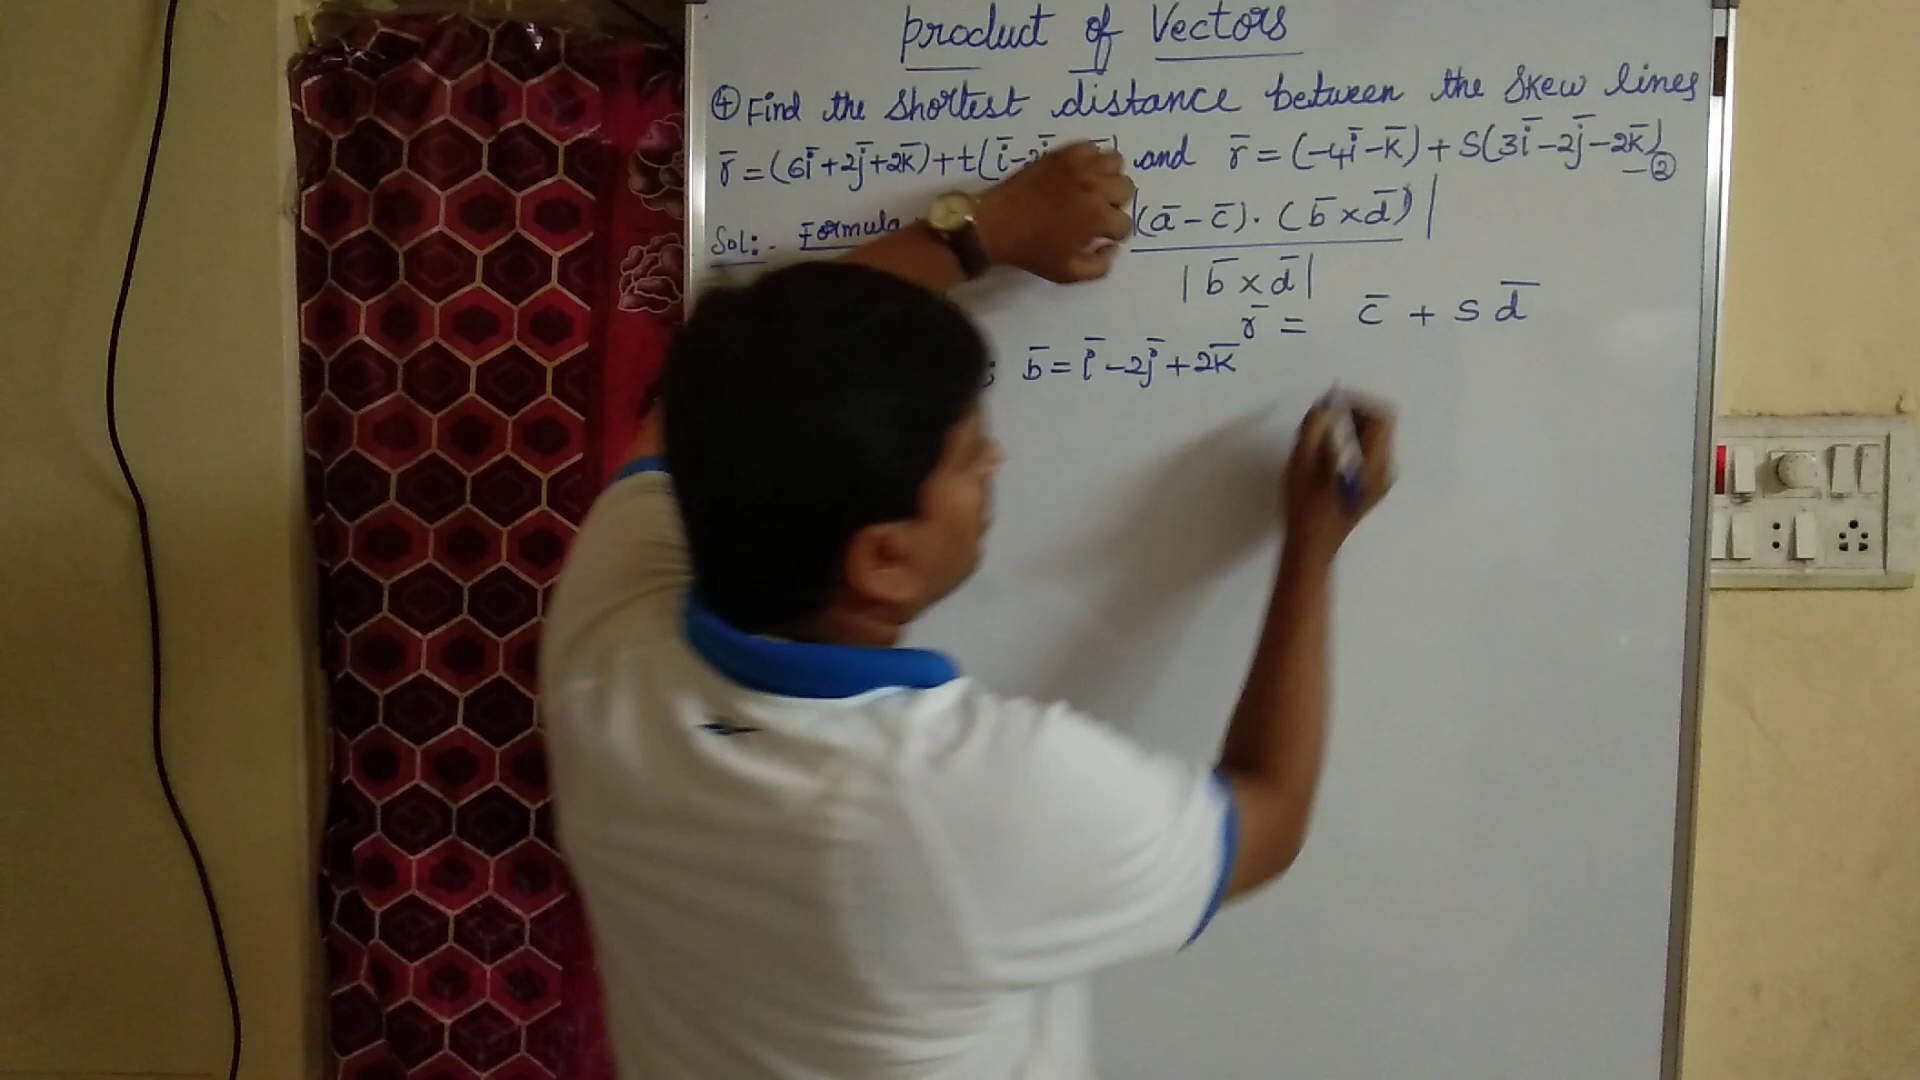 product of Vectors
④ Find the shortest distance between the skew lines
r̄ = (6ī+2j̄+2k̄)+t(ī-2j̄ ) and r̄ = (-4ī-k̄)+S(3ī-2j̄-2k̄)
-②
Sol:- Formula |(ā-c̄)·(b̄×d̄)|
|b̄×d̄|
r̄ = c̄ + s d̄
; b̄=ī-2j̄+2k̄